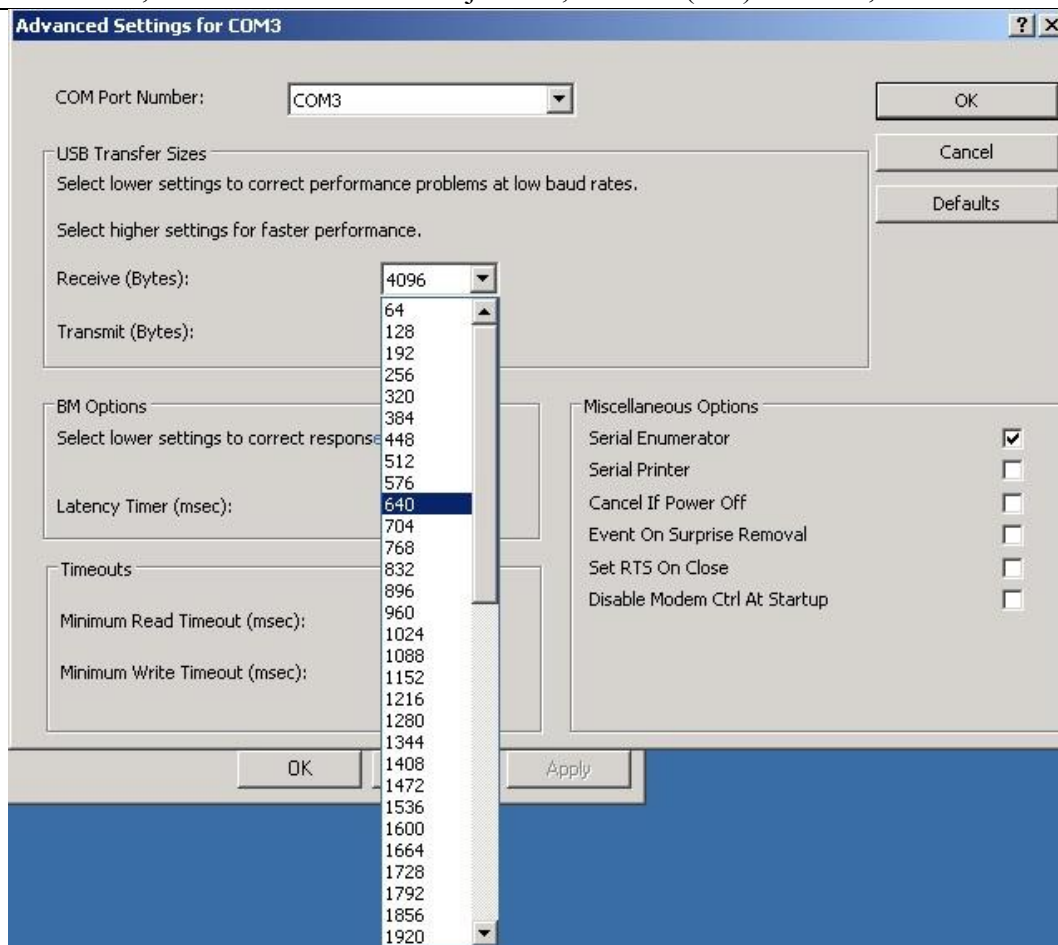 Advanced Settings for COM3
COM Port Number:
COM3
OK
Cancel
Defaults
USB Transfer Sizes
Select lower settings to correct performance problems at low baud rates.
Select higher settings for faster performance.
Receive (Bytes):
4096
Transmit (Bytes):
64
128
192
256
320
384
448
512
576
640
704
768
832
896
960
1024
1088
1152
1216
1280
1344
1408
1472
1536
1600
1664
1728
1792
1856
1920
BM Options
Select lower settings to correct response
Latency Timer (msec):
Timeouts
Minimum Read Timeout (msec):
Minimum Write Timeout (msec):
Miscellaneous Options
Serial Enumerator
Serial Printer
Cancel If Power Off
Event On Surprise Removal
Set RTS On Close
Disable Modem Ctrl At Startup
OK
Apply